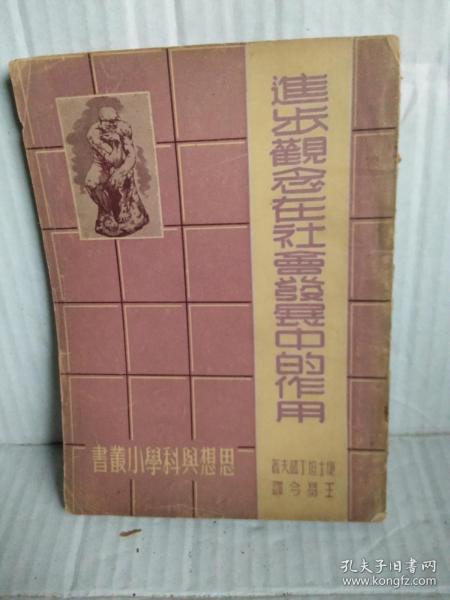 進步觀念在社會發展中的作用
康士坦丁諾夫著
王易今譯
書叢小學科與想思
孔夫子旧书网
www.kongfz.com